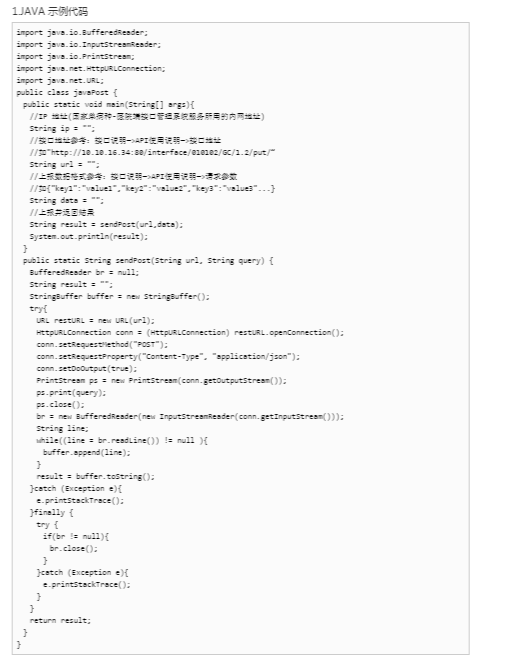 1.JAVA 示例代码
import java.io.BufferedReader;
import java.io.InputStreamReader;
import java.io.PrintStream;
import java.net.HttpURLConnection;
import java.net.URL;
public class javaPost {
public static void main(String[] args){
//IP 地址(国家单病种-医院端接口管理系统服务所用的内网地址)
String ip = "";
//接口地址参考：接口说明->API使用说明->接口地址
//如"http://10.10.16.34:80/interface/010102/GC/1.2/put/"
String url = "";
//上报数据格式参考：接口说明->API使用说明->请求参数
//如{"key1":"value1","key2":"value2","key3":"value3"...}
String data = "";
//上报并返回结果
String result = sendPost(url,data);
System.out.println(result);
}
public static String sendPost(String url, String query) {
BufferedReader br = null;
String result = "";
StringBuffer buffer = new StringBuffer();
try{
URL restURL = new URL(url);
HttpURLConnection conn = (HttpURLConnection) restURL.openConnection();
conn.setRequestMethod("POST");
conn.setRequestProperty("Content-Type", "application/json");
conn.setDoOutput(true);
PrintStream ps = new PrintStream(conn.getOutputStream());
ps.print(query);
ps.close();
br = new BufferedReader(new InputStreamReader(conn.getInputStream()));
String line;
while((line = br.readLine()) != null ){
buffer.append(line);
}
result = buffer.toString();
}catch (Exception e){
e.printStackTrace();
}finally {
try {
if(br != null){
br.close();
}
}catch (Exception e){
e.printStackTrace();
}
}
return result;
}
}